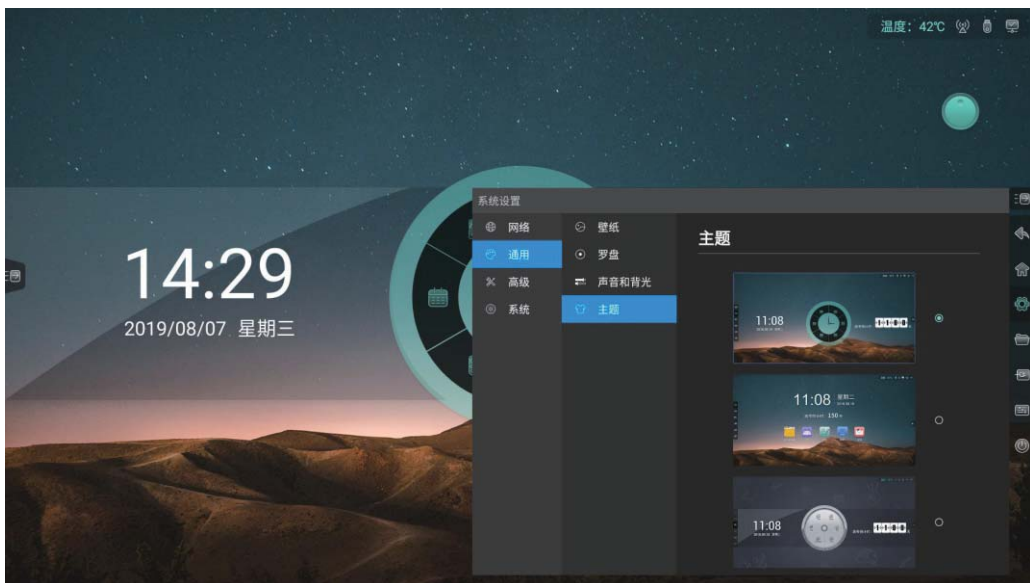 温度：42℃
14:29
2019/08/07 星期三
系统设置
网络
通用
高级
系统
壁纸
罗盘
声音和背光
主题
主题
11:08
11:08 星期二
150
11:08